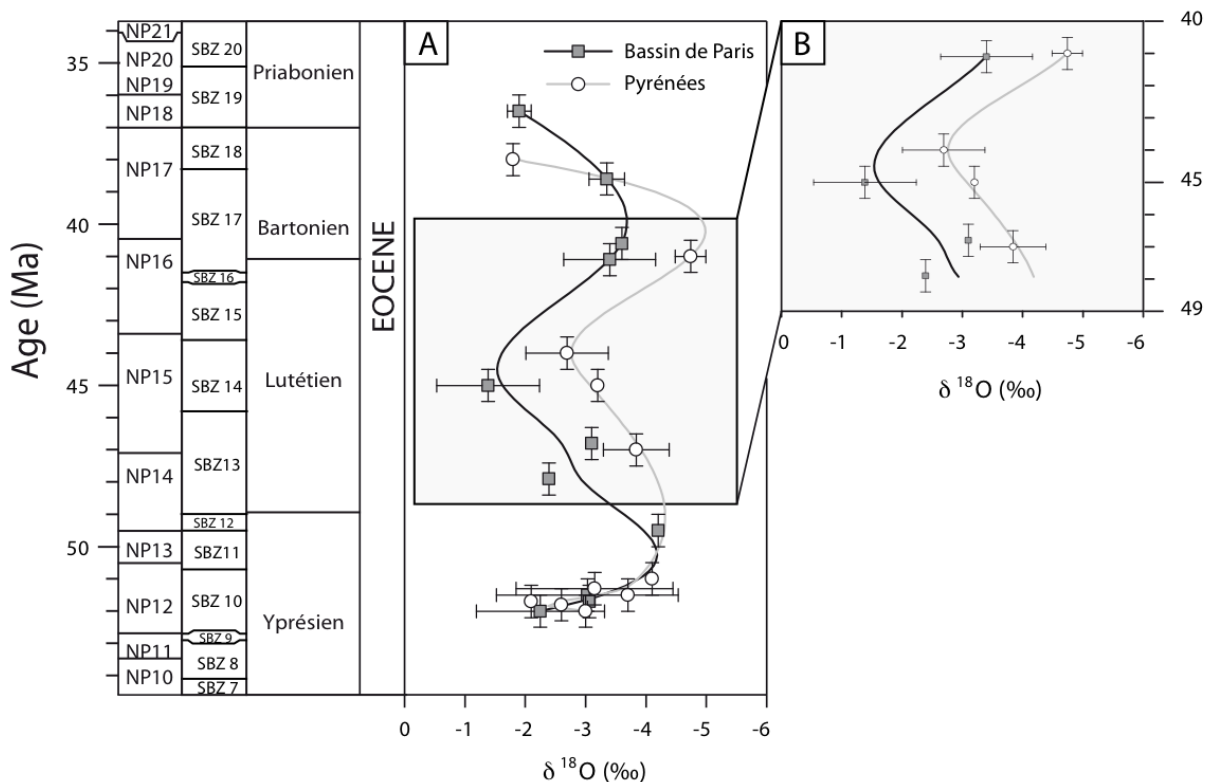 Age (Ma)
35
40
45
50
NP21
NP20
NP19
NP18
NP17
NP16
NP15
NP14
NP13
NP12
NP11
NP10
SBZ 20
SBZ 19
SBZ 18
SBZ 17
SBZ 16
SBZ 15
SBZ 14
SBZ13
SBZ 12
SBZ11
SBZ 10
SBZ 9
SBZ 8
SBZ 7
Priabonien
Bartonien
Lutétien
Yprésien
EOCENE
A
Bassin de Paris
Pyrénées
0 -1 -2 -3 -4 -5 -6
δ 18O (‰)
B
40
45
49
0 -1 -2 -3 -4 -5 -6
δ 18O (‰)